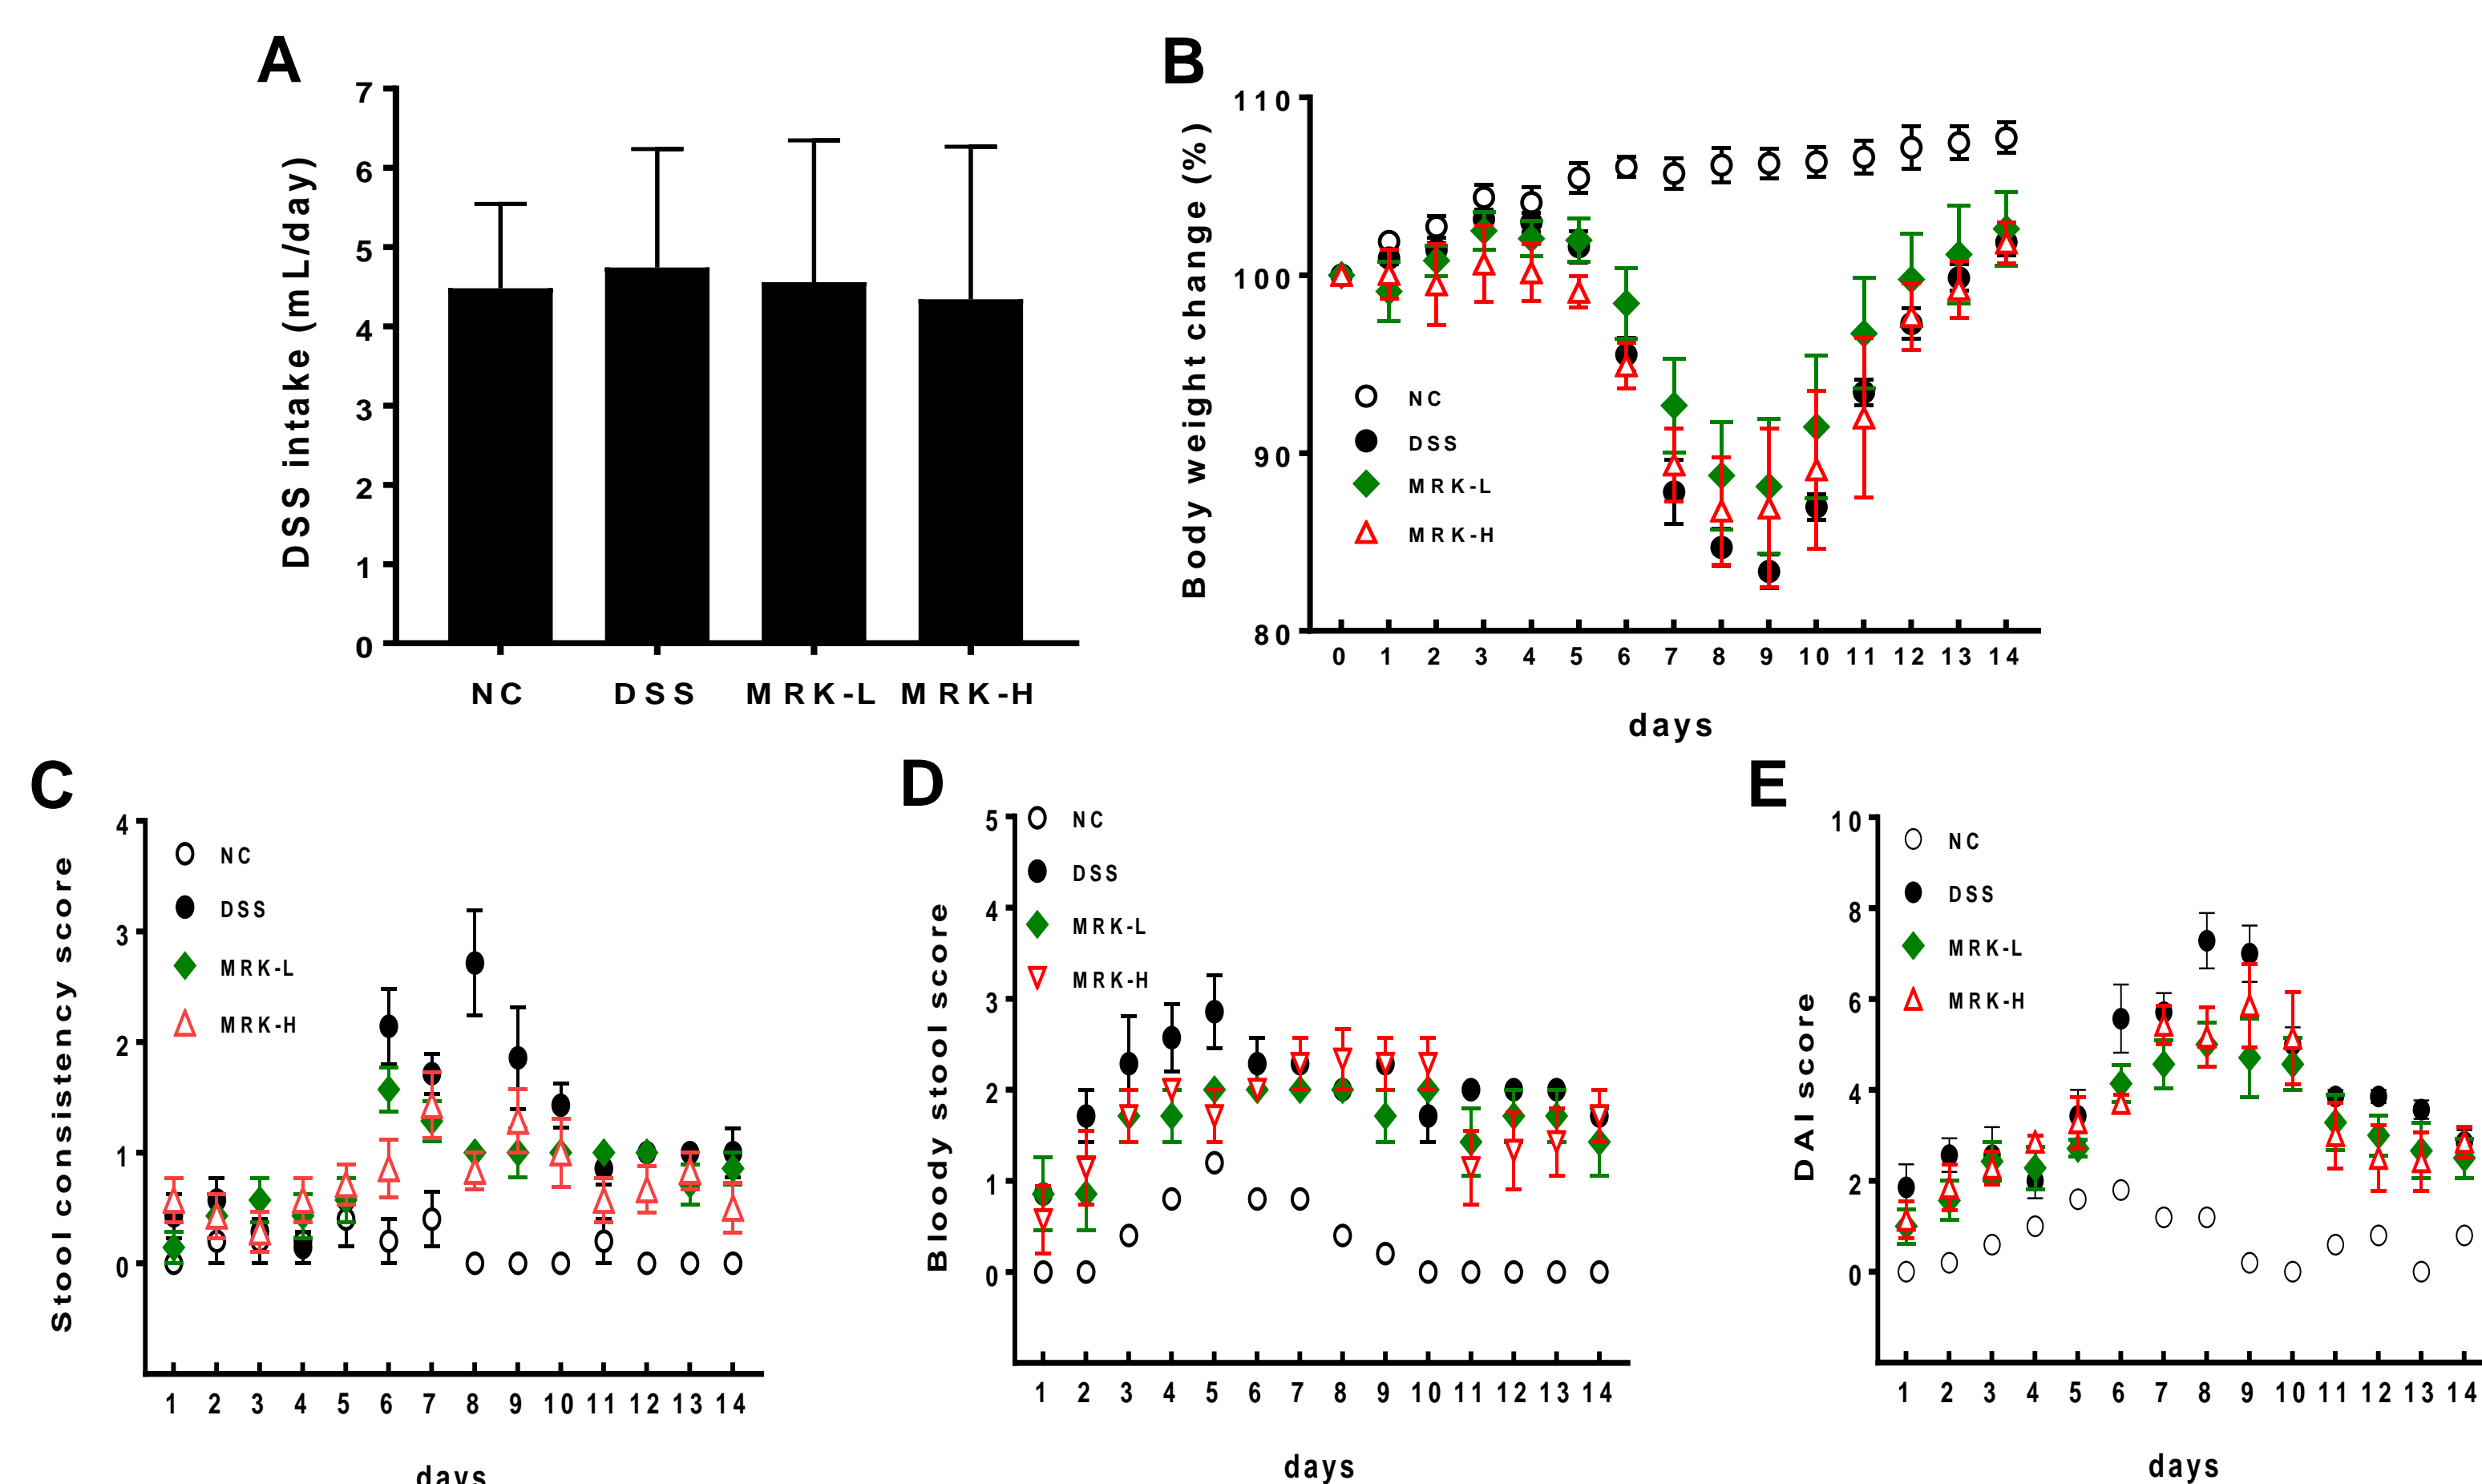 A
7
6
5
4
3
2
1
0
DSS intake (mL/day)
NC DSS MRK-L MRK-H
B
110
100
90
80
Body weight change (%)
NC
DSS
MRK-L
MRK-H
0 1 2 3 4 5 6 7 8 9 10 11 12 13 14
days
C
4
3
2
1
0
Stool consistency score
NC
DSS
MRK-L
MRK-H
1 2 3 4 5 6 7 8 9 10 11 12 13 14
days
D
5
4
3
2
1
0
Bloody stool score
NC
DSS
MRK-L
MRK-H
1 2 3 4 5 6 7 8 9 10 11 12 13 14
days
E
10
8
6
4
2
0
DAI score
NC
DSS
MRK-L
MRK-H
1 2 3 4 5 6 7 8 9 10 11 12 13 14
days